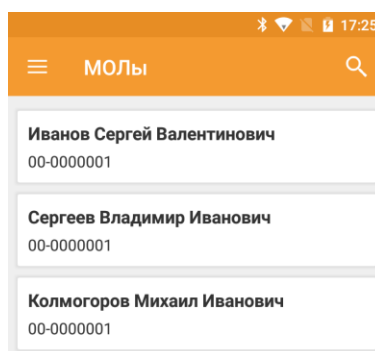 17:25
МОЛы
Иванов Сергей Валентинович
00-0000001
Сергеев Владимир Иванович
00-0000001
Колмогоров Михаил Иванович
00-0000001